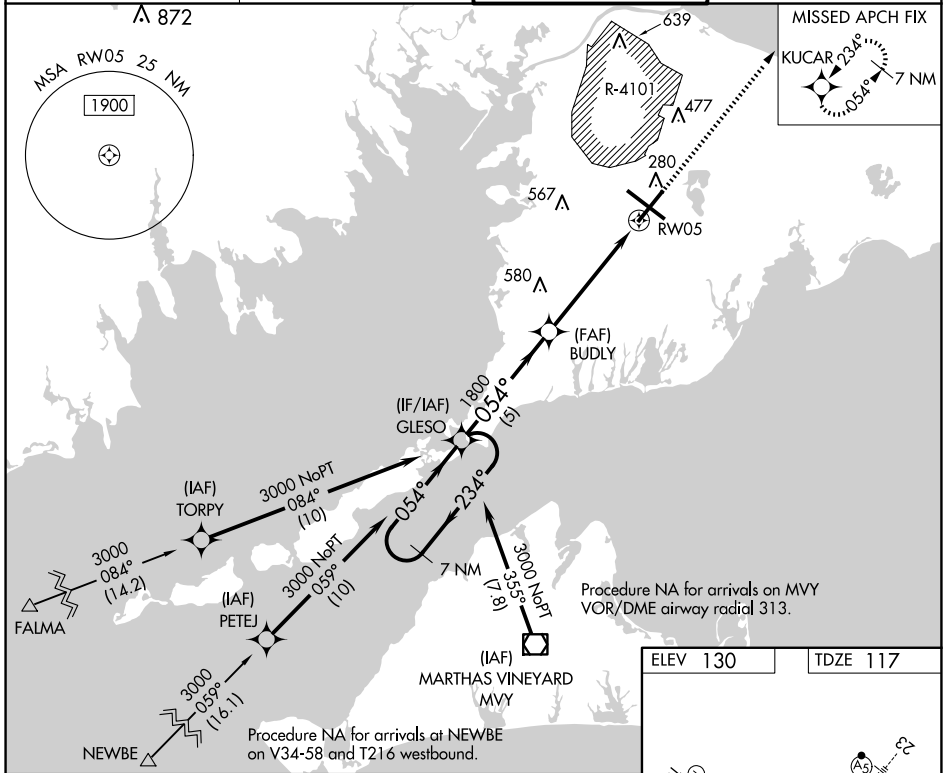 872
MSA RW05 25 NM
1900
639
R-4101
477
280
567
RW05
580
MISSED APCH FIX
KUCAR
234°
054°
7 NM
(FAF)
BUDLY
1800
054°
(5)
(IF/IAF)
GLESO
3000 NoPT
084°
(10)
(IAF)
TORPY
3000
084°
(14.2)
FALMA
054°
234°
7 NM
3000 NoPT
059°
(10)
(IAF)
PETEJ
3000
059°
(16.1)
NEWBE
3000 NoPT
355°
(7.8)
(IAF)
MARTHAS VINEYARD
MVY
Procedure NA for arrivals on MVY
VOR/DME airway radial 313.
Procedure NA for arrivals at NEWBE
on V34-58 and T216 westbound.
ELEV 130
TDZE 117
A5
23